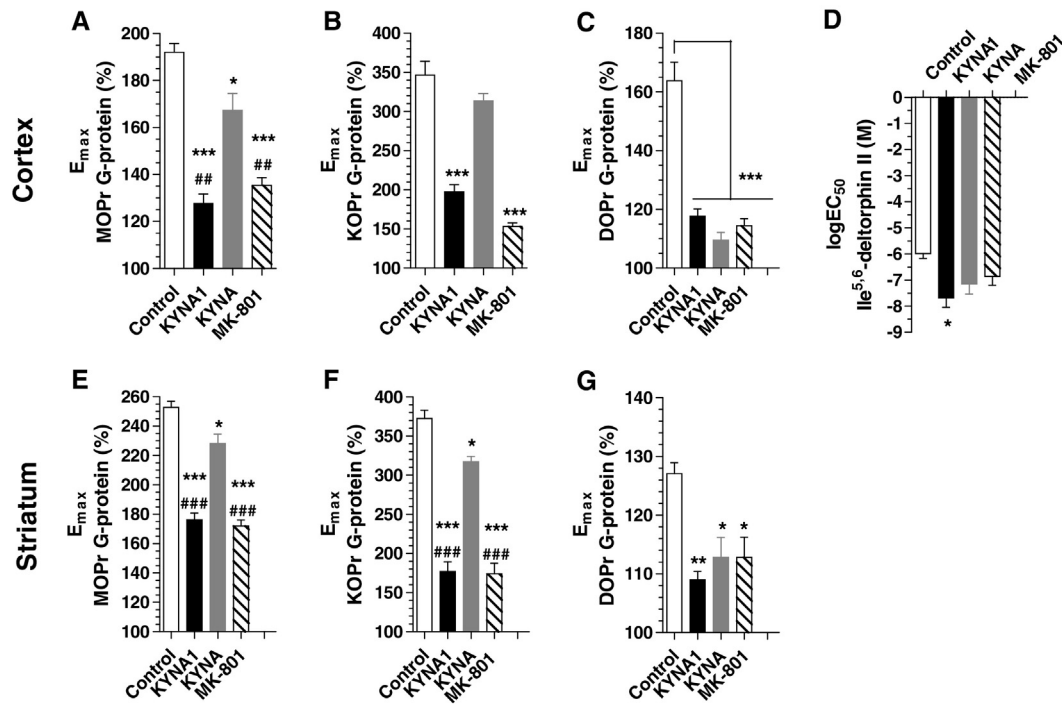 Cortex
A
Emax
MOPr G-protein (%)
200
180
160
140
120
100
***
##
*
***
##
Control
KYNA1
KYNA
MK-801
B
Emax
KOPr G-protein (%)
400
350
300
250
200
150
100
***
***
Control
KYNA1
KYNA
MK-801
C
Emax
DOPr G-protein (%)
180
160
140
120
100
***
Control
KYNA1
KYNA
MK-801
D
Control
KYNA1
KYNA
MK-801
logEC50
Ile5,6-deltorphin II (M)
0
-1
-2
-3
-4
-5
-6
-7
-8
-9
*
Striatum
E
Emax
MOPr G-protein (%)
260
240
220
200
180
160
140
120
100
***
###
*
***
###
Control
KYNA1
KYNA
MK-801
F
Emax
KOPr G-protein (%)
400
350
300
250
200
150
100
***
###
*
***
###
Control
KYNA1
KYNA
MK-801
G
Emax
DOPr G-protein (%)
140
130
120
110
100
**
*
*
Control
KYNA1
KYNA
MK-801